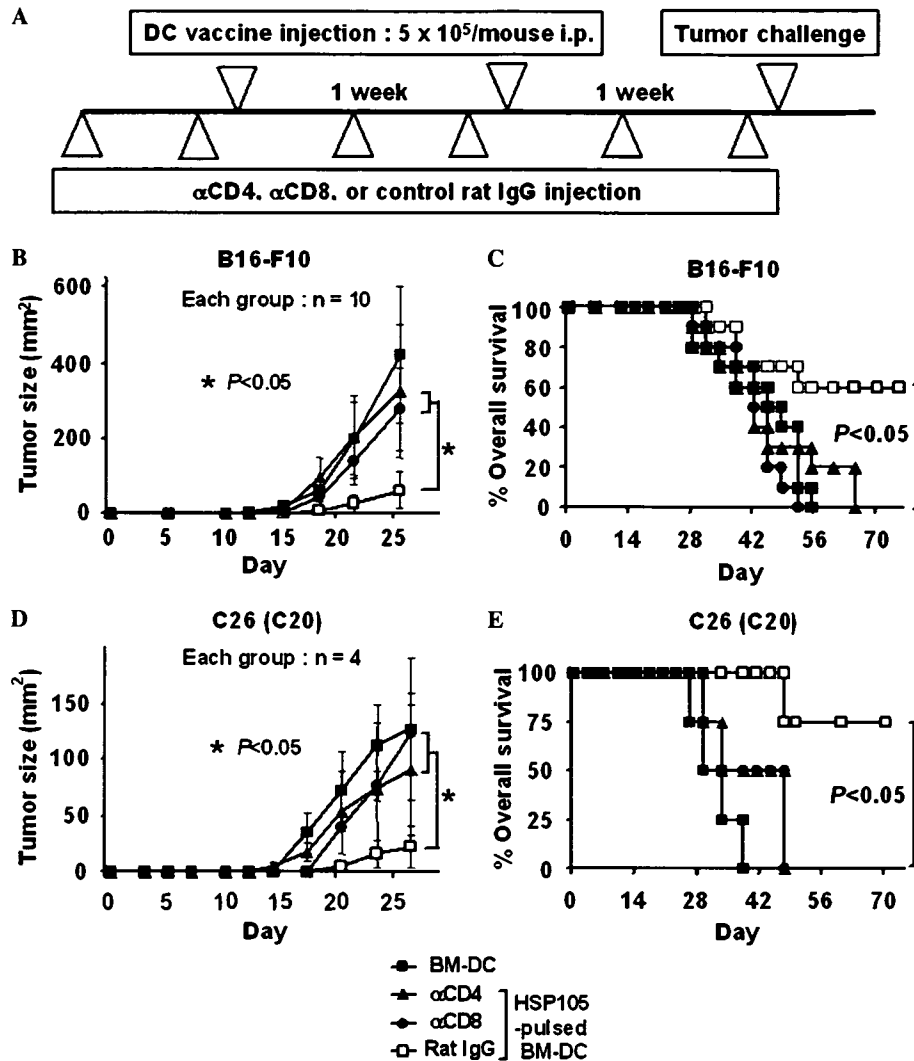 A
DC vaccine injection : 5 x 10⁵/mouse i.p.
Tumor challenge
1 week
1 week
αCD4. αCD8. or control rat IgG injection
B
B16-F10
Each group : n = 10
* P<0.05
Tumor size (mm²)
600
400
200
0
*
0 5 10 15 20 25
Day
C
B16-F10
% Overall survival
100
80
60
40
20
0
P<0.05
0 14 28 42 56 70
Day
D
C26 (C20)
Each group : n = 4
* P<0.05
Tumor size (mm²)
150
100
50
0
*
0 5 10 15 20 25
Day
E
C26 (C20)
% Overall survival
100
75
50
25
0
P<0.05
0 14 28 42 56 70
Day
BM-DC
αCD4
αCD8
Rat IgG
HSP105
-pulsed
BM-DC